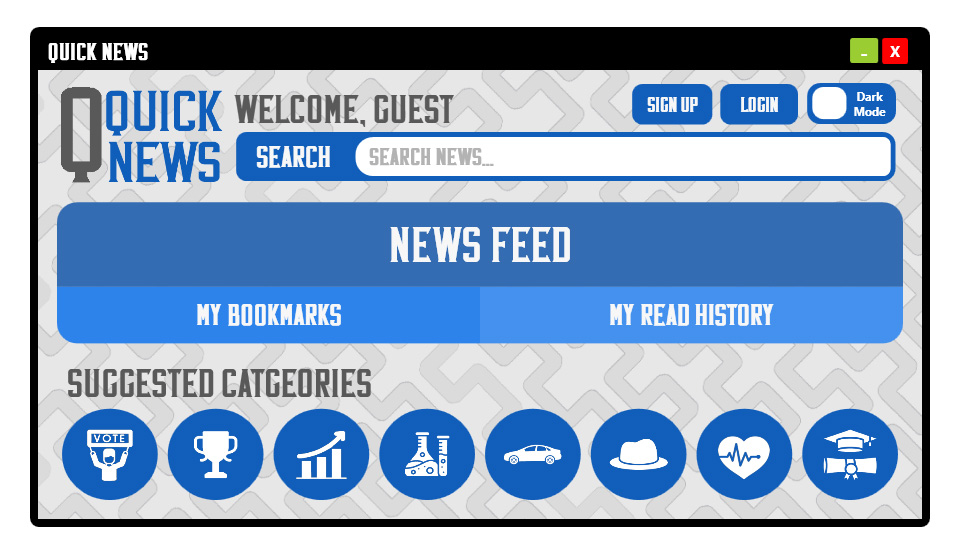 QUICK NEWS
-
X
QUICK
NEWS
WELCOME, GUEST
SIGN UP
LOGIN
Dark
Mode
SEARCH
SEARCH NEWS...
NEWS FEED
MY BOOKMARKS
MY READ HISTORY
SUGGESTED CATGEORIES
VOTE